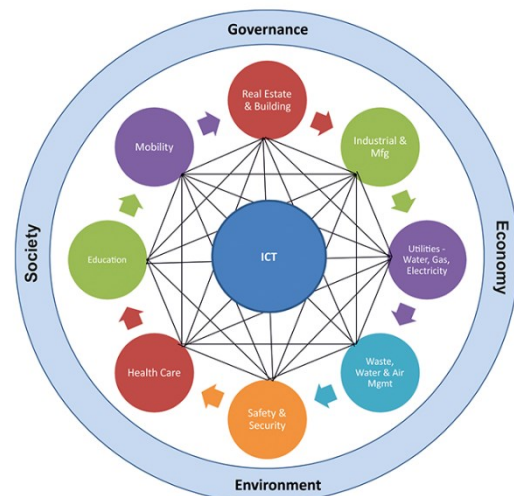 Governance
Real Estate
& Building
Mobility
Industrial &
Mfg
Society
Education
ICT
Utilities -
Water, Gas,
Electricity
Economy
Health Care
Waste,
Water & Air
Mgmt
Safety &
Security
Environment